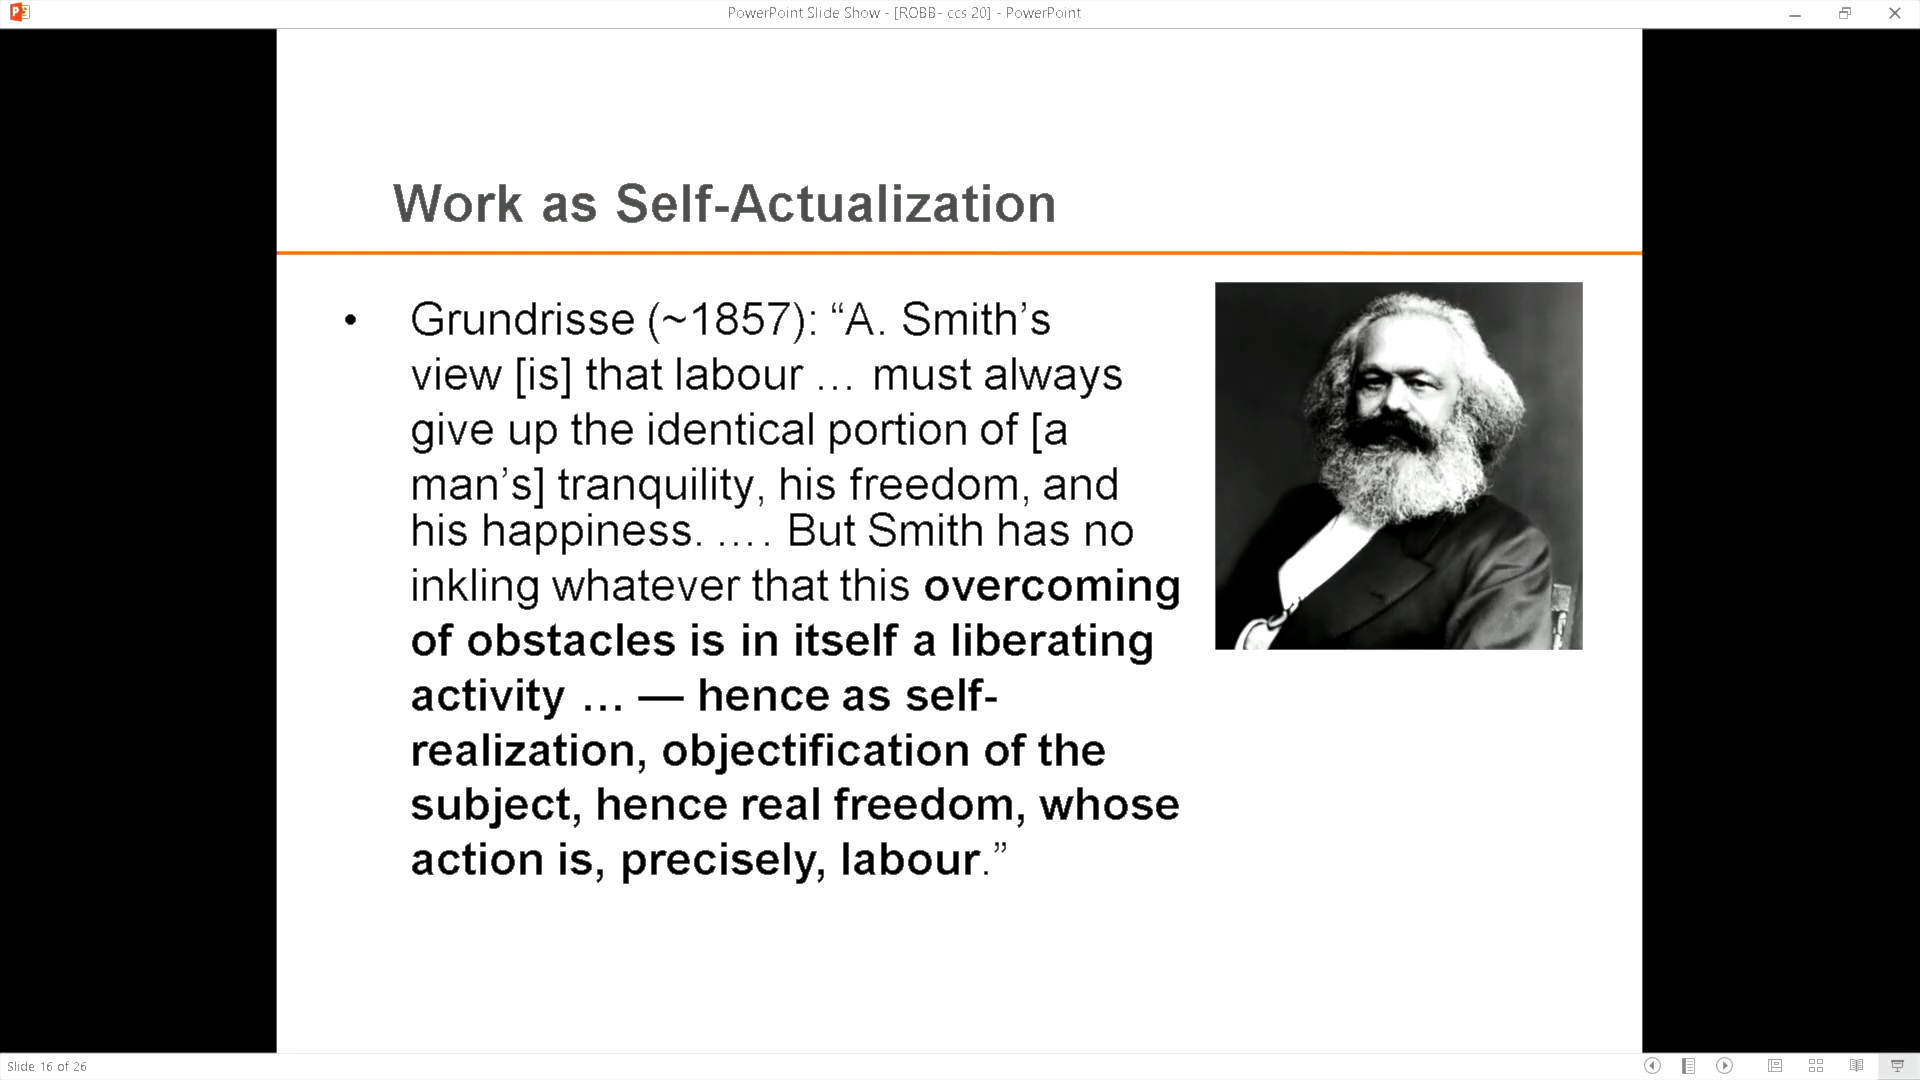 PowerPoint Slide Show - [ROBB- ccs 20] - PowerPoint
Work as Self-Actualization
• Grundrisse (~1857): “A. Smith’s
view [is] that labour … must always
give up the identical portion of [a
man’s] tranquility, his freedom, and
his happiness. …. But Smith has no
inkling whatever that this overcoming
of obstacles is in itself a liberating
activity … — hence as self-
realization, objectification of the
subject, hence real freedom, whose
action is, precisely, labour.”
Slide 16 of 26